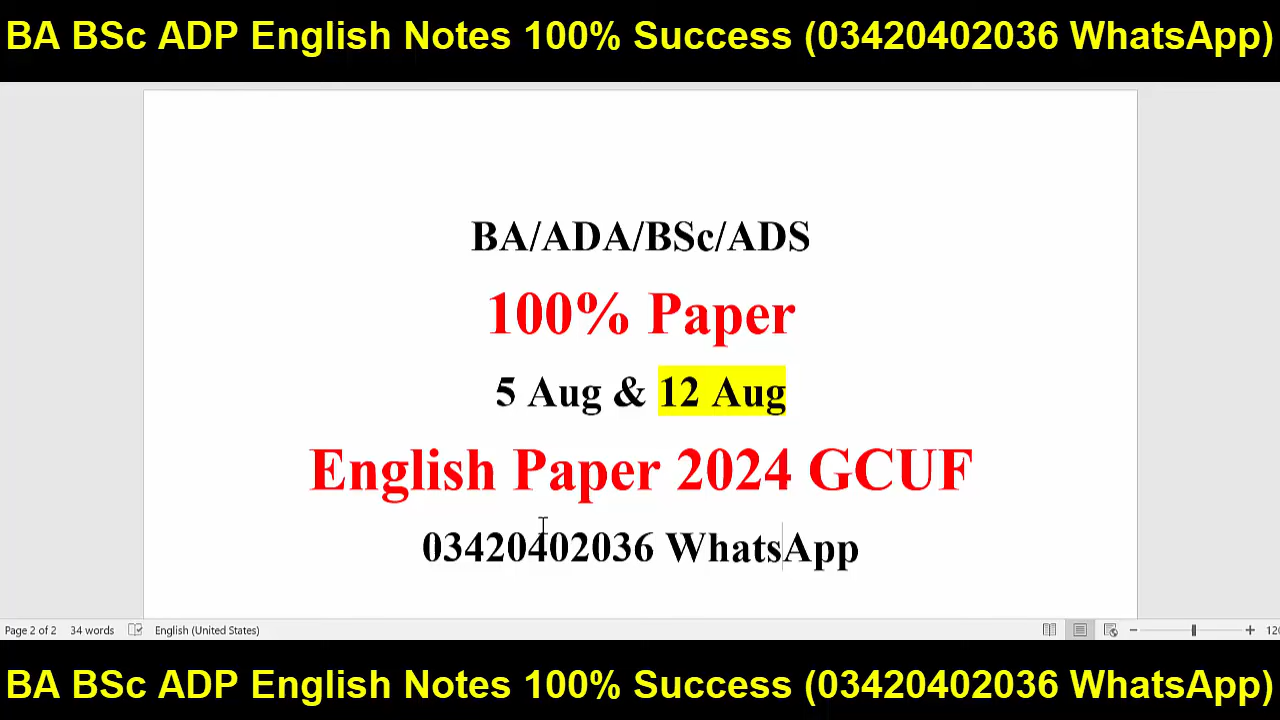 BA BSc ADP English Notes 100% Success (03420402036 WhatsApp)
BA/ADA/BSc/ADS
100% Paper
5 Aug & 12 Aug
English Paper 2024 GCUF
03420402036 WhatsApp
Page 2 of 2 34 words English (United States) 120
BA BSc ADP English Notes 100% Success (03420402036 WhatsApp)